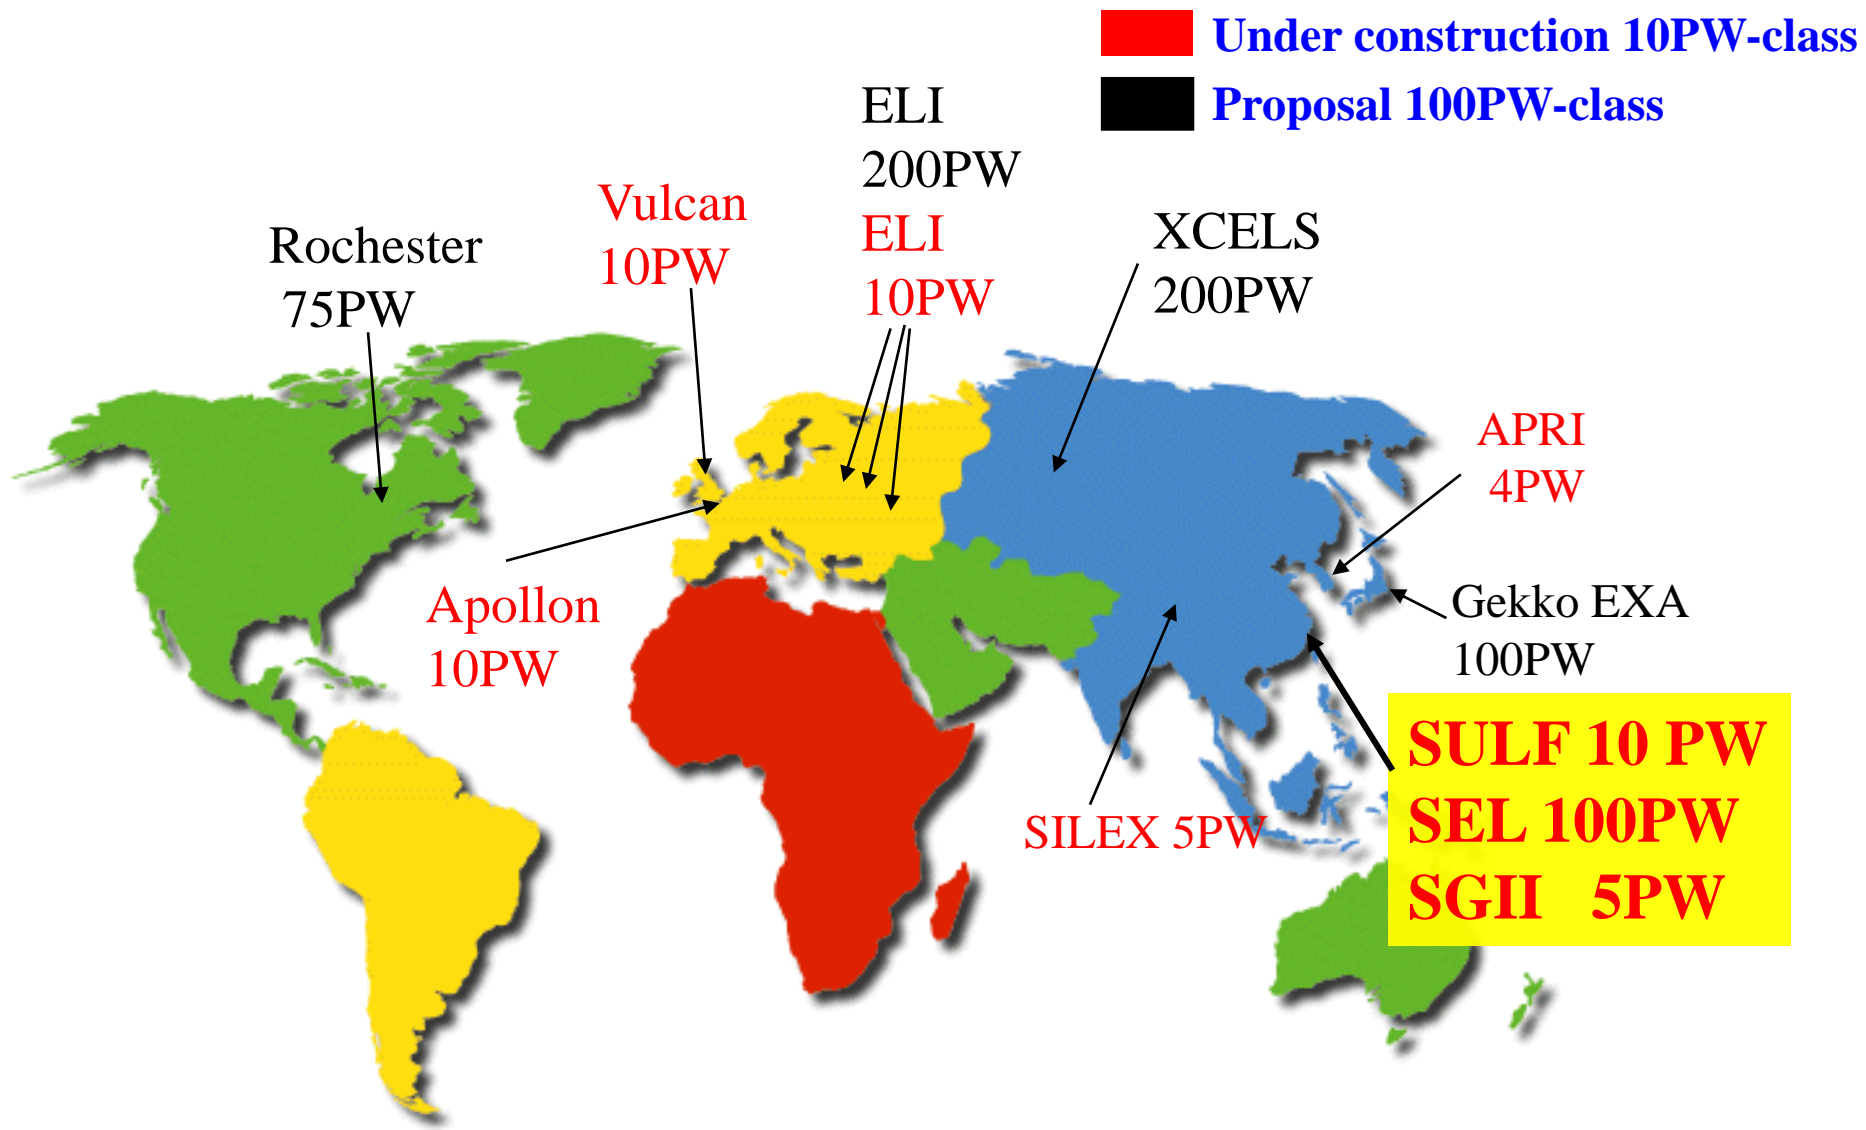 Under construction 10PW-class
Proposal 100PW-class
ELI
200PW
ELI
10PW
Vulcan
10PW
Rochester
75PW
XCELS
200PW
APRI
4PW
Apollon
10PW
Gekko EXA
100PW
SILEX 5PW
SULF 10 PW
SEL 100PW
SGII 5PW